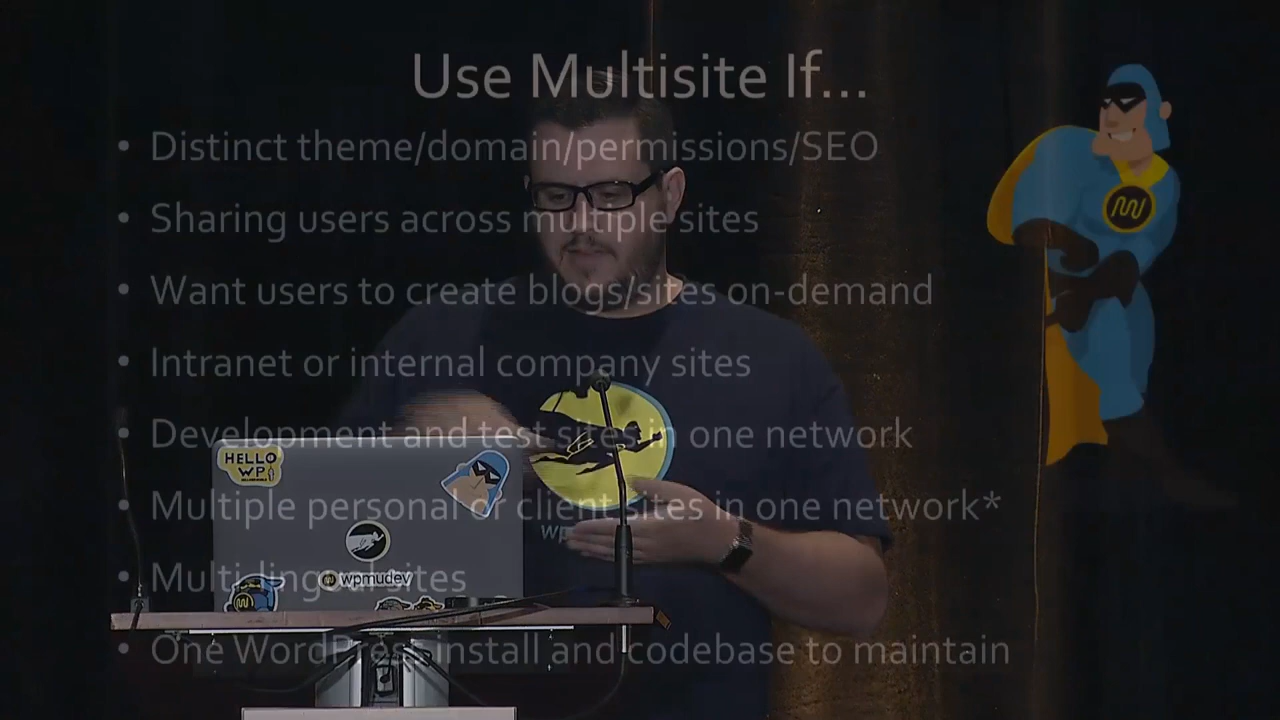 Use Multisite If...
• Distinct theme/domain/permissions/SEO
• Sharing users across multiple sites
• Want users to create blogs/sites on-demand
• Intranet or internal company sites
• Development and test sites in one network
• Multiple personal or client sites in one network*
• Multi-lingual sites
• One WordPress install and codebase to maintain
HELLO
WP
wpmudev